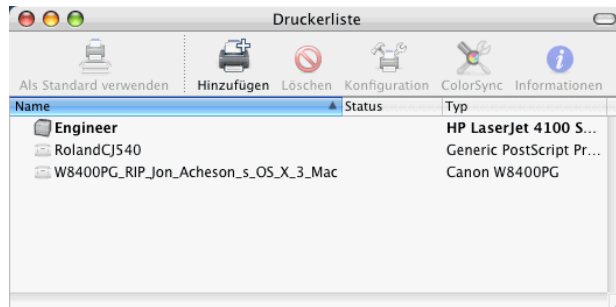 Druckerliste
Als Standard verwenden Hinzufügen Löschen Konfiguration ColorSync Informationen
Name Status Typ
Engineer HP LaserJet 4100 S...
RolandCJ540 Generic PostScript Pr...
W8400PG_RIP_Jon_Acheson_s_OS_X_3_Mac Canon W8400PG